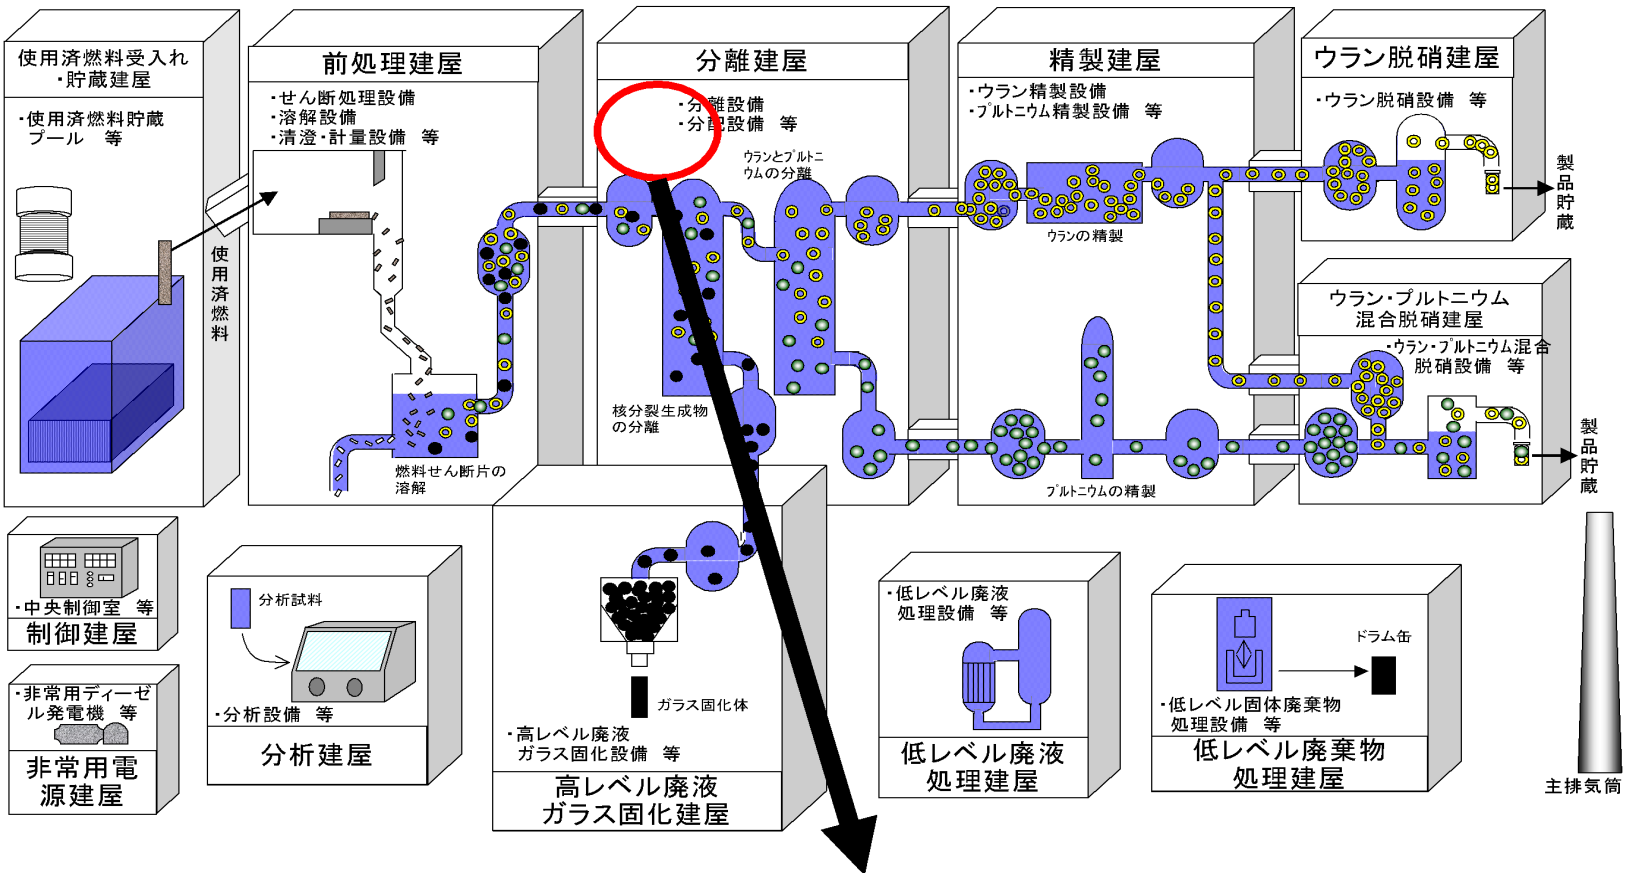 使用済燃料受入れ
・貯蔵建屋
・使用済燃料貯蔵
プール 等
使用済燃料
前処理建屋
・せん断処理設備
・溶解設備
・清澄・計量設備 等
燃料せん断片の
溶解
分離建屋
・分離設備
・分配設備 等
ウランとプルトニ
ウムの分離
核分裂生成物
の分離
精製建屋
・ウラン精製設備
・プルトニウム精製設備 等
ウランの精製
プルトニウムの精製
ウラン脱硝建屋
・ウラン脱硝設備 等
製品貯蔵
ウラン・プルトニウム
混合脱硝建屋
・ウラン・プルトニウム混合
脱硝設備 等
製品貯蔵
・中央制御室 等
制御建屋
・非常用ディーゼ
ル発電機 等
非常用電
源建屋
分析試料
・分析設備 等
分析建屋
ガラス固化体
・高レベル廃液
ガラス固化設備 等
高レベル廃液
ガラス固化建屋
・低レベル廃液
処理設備 等
低レベル廃液
処理建屋
ドラム缶
・低レベル固体廃棄物
処理設備 等
低レベル廃棄物
処理建屋
主排気筒